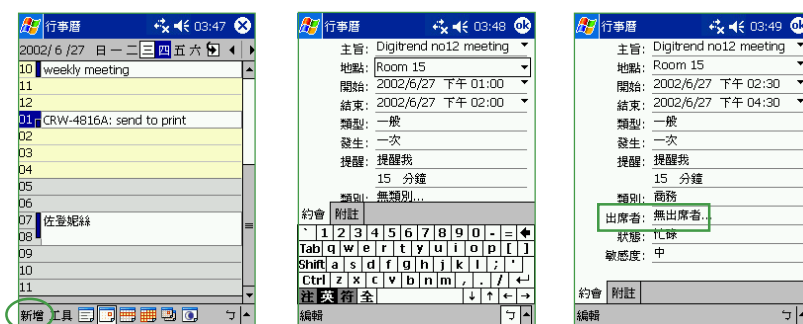 行事曆 03:47
2002/ 6 /27 日 一 二 三 四 五 六
10 weekly meeting
11
12
01 CRW-4816A: send to print
02
03
04
05
06
07 佐登妮絲
08
09
10
11
新增 工具
行事曆 03:48 ok
主旨: Digitrend no12 meeting
地點: Room 15
開始: 2002/6/27 下午 01:00
結束: 2002/6/27 下午 02:00
類型: 一般
發生: 一次
提醒: 提醒我
15 分鐘
類別: 無類別...
約會 附註
` 1 2 3 4 5 6 7 8 9 0 - =
Tab q w e r t y u i o p [ ]
Shift a s d f g h j k l ; '
Ctrl z x c v b n m , . /
注 英 符 全 ↓ ↑ ← →
編輯
行事曆 03:49 ok
主旨: Digitrend no12 meeting
地點: Room 15
開始: 2002/6/27 下午 02:30
結束: 2002/6/27 下午 04:30
類型: 一般
發生: 一次
提醒: 提醒我
15 分鐘
類別: 商務
出席者: 無出席者...
狀態: 忙碌
敏感度: 中
約會 附註
編輯